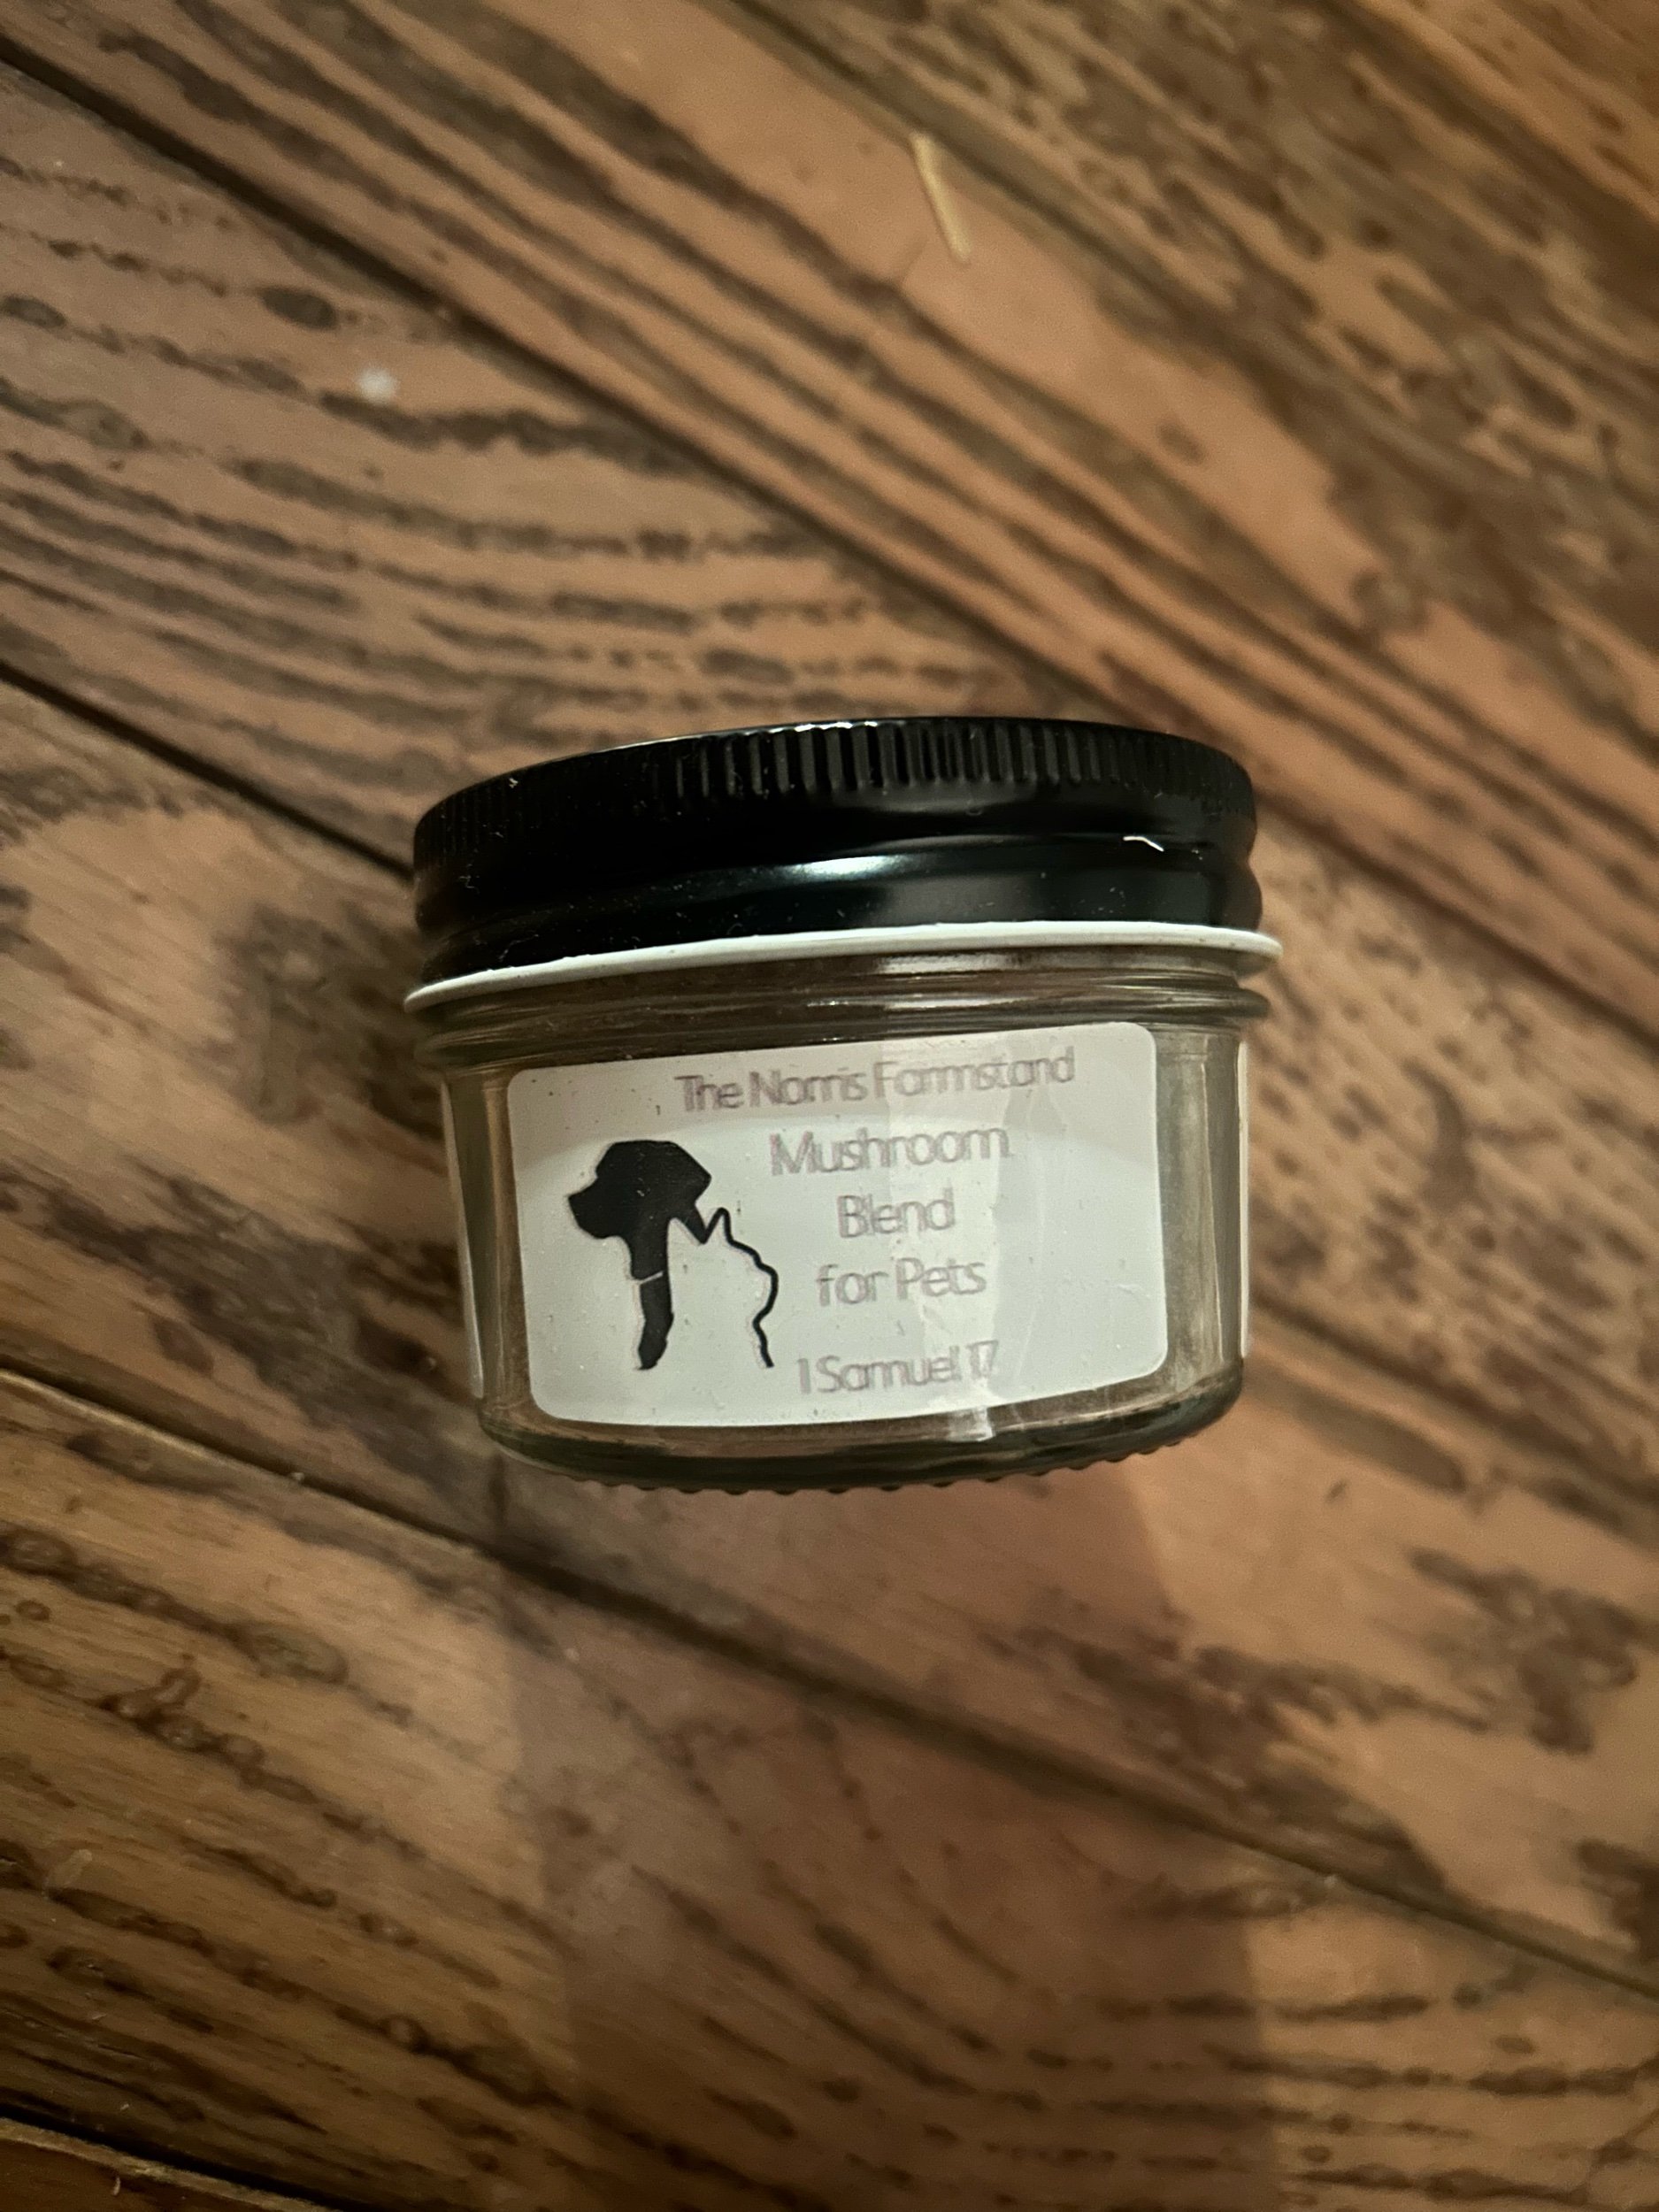 The Norris Farmstand
Mushroom
Blend
for Pets
1 Samuel 17